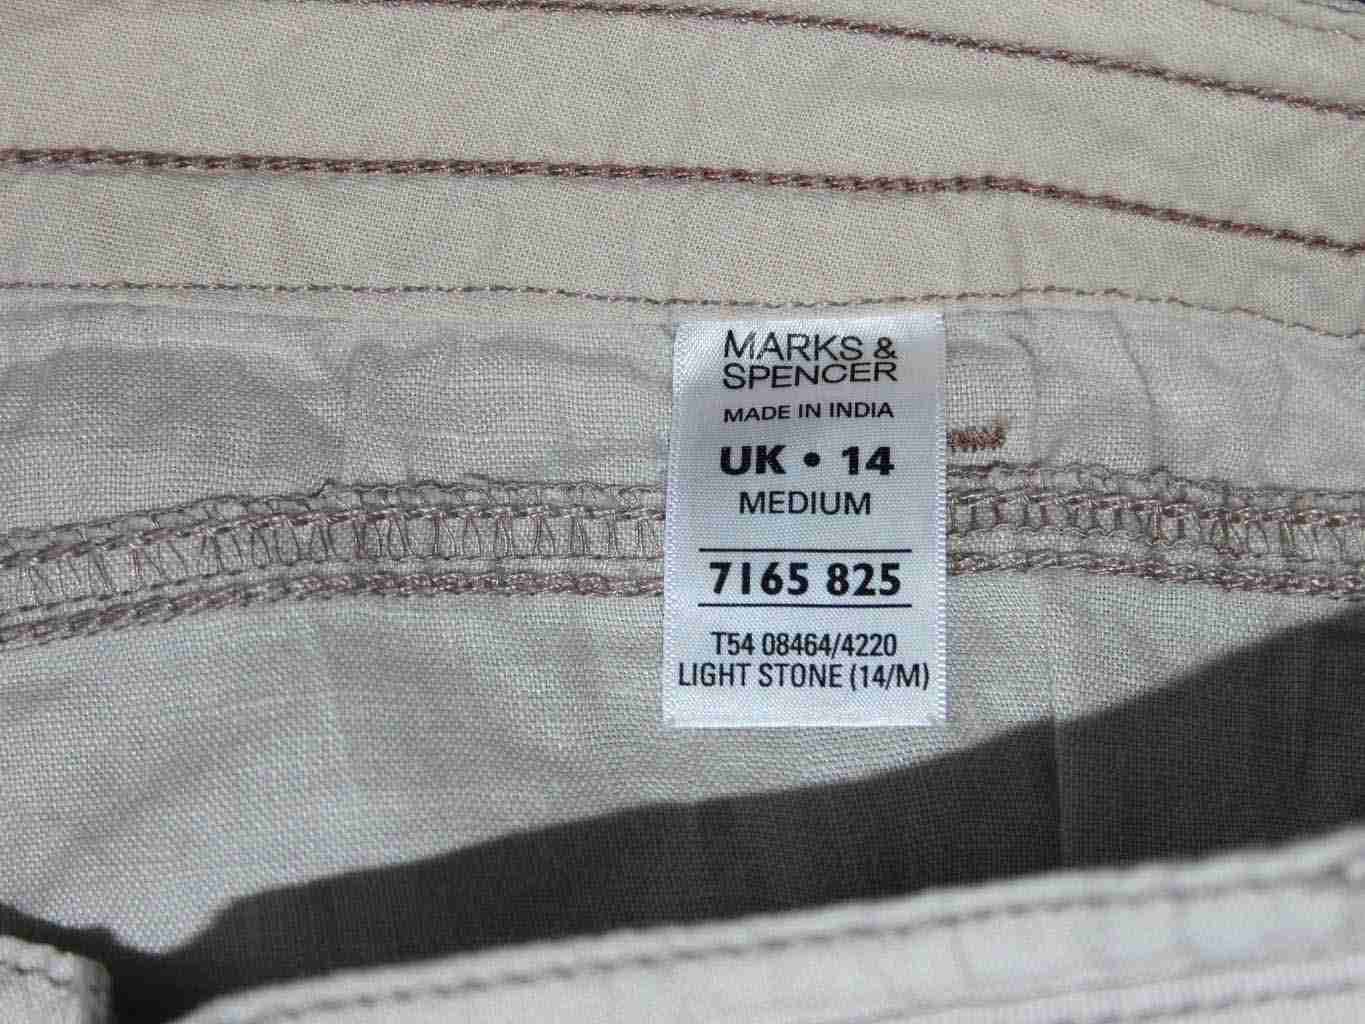 MARKS &
SPENCER
MADE IN INDIA
UK • 14
MEDIUM
7165 825
T54 08464/4220
LIGHT STONE (14/M)